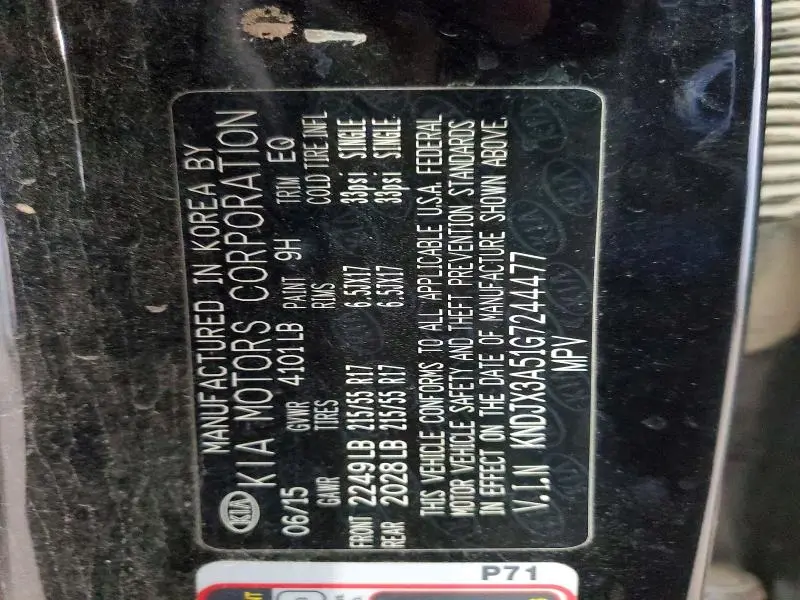 MANUFACTURED IN KOREA BY
KIA KIA MOTORS CORPORATION
06/15 GVWR 4101LB PAINT 9H TRIM EQ
GAWR TIRES RIMS COLD TIRE INFL
FRONT 2249LB 215/55 R17 6.5JX17 33psi SINGLE
REAR 2028LB 215/55 R17 6.5JX17 33psi SINGLE
THIS VEHICLE CONFORMS TO ALL APPLICABLE U.S.A. FEDERAL
MOTOR VEHICLE SAFETY AND THEFT PREVENTION STANDARDS
IN EFFECT ON THE DATE OF MANUFACTURE SHOWN ABOVE.
V.I.N KNDJX3A51G7244477
MPV
P71